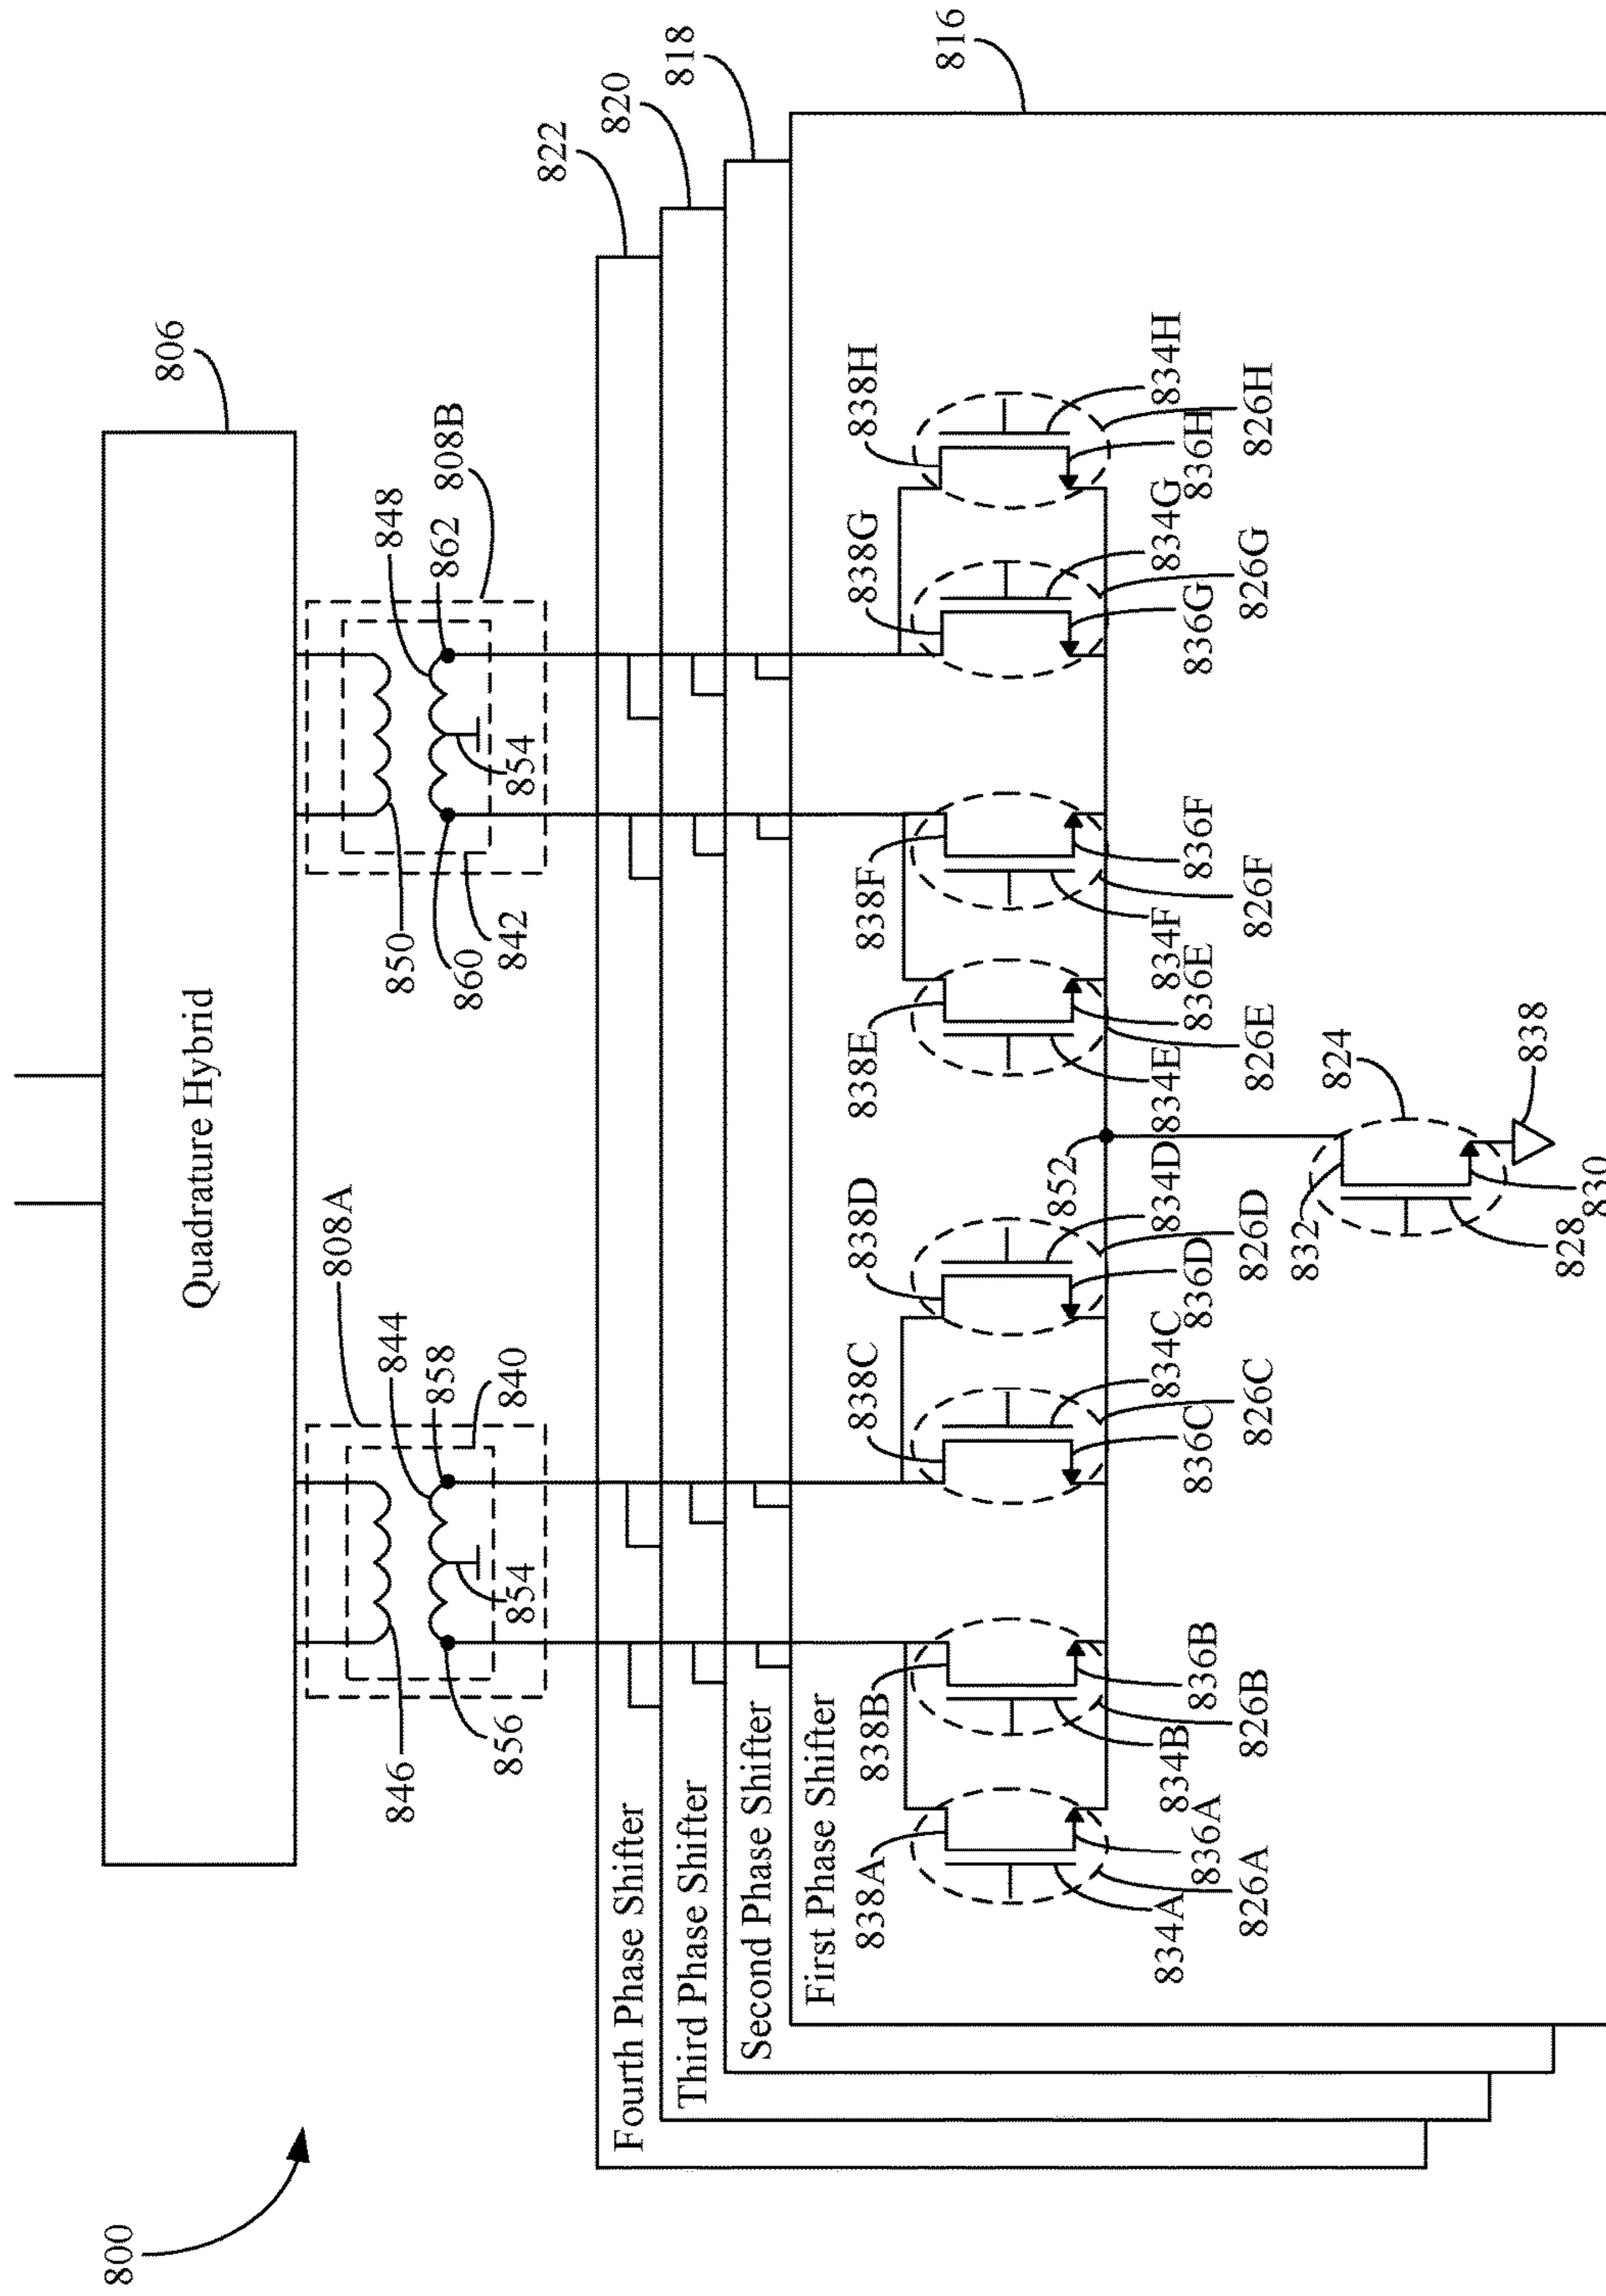 800
806
Quadrature Hybrid
808A
808B
844
858
840
846
856
854
848
862
850
860
842
854
822
820
818
816
Fourth Phase Shifter
Third Phase Shifter
Second Phase Shifter
First Phase Shifter
838A
838B
838C
838D
838E
838F
838G
838H
834A
836A
826A
834B
836B
826B
834C
836C
826C
834D
836D
826D
852
834E
836E
826E
834F
836F
826F
834G
836G
826G
834H
836H
826H
824
832
828
830
838